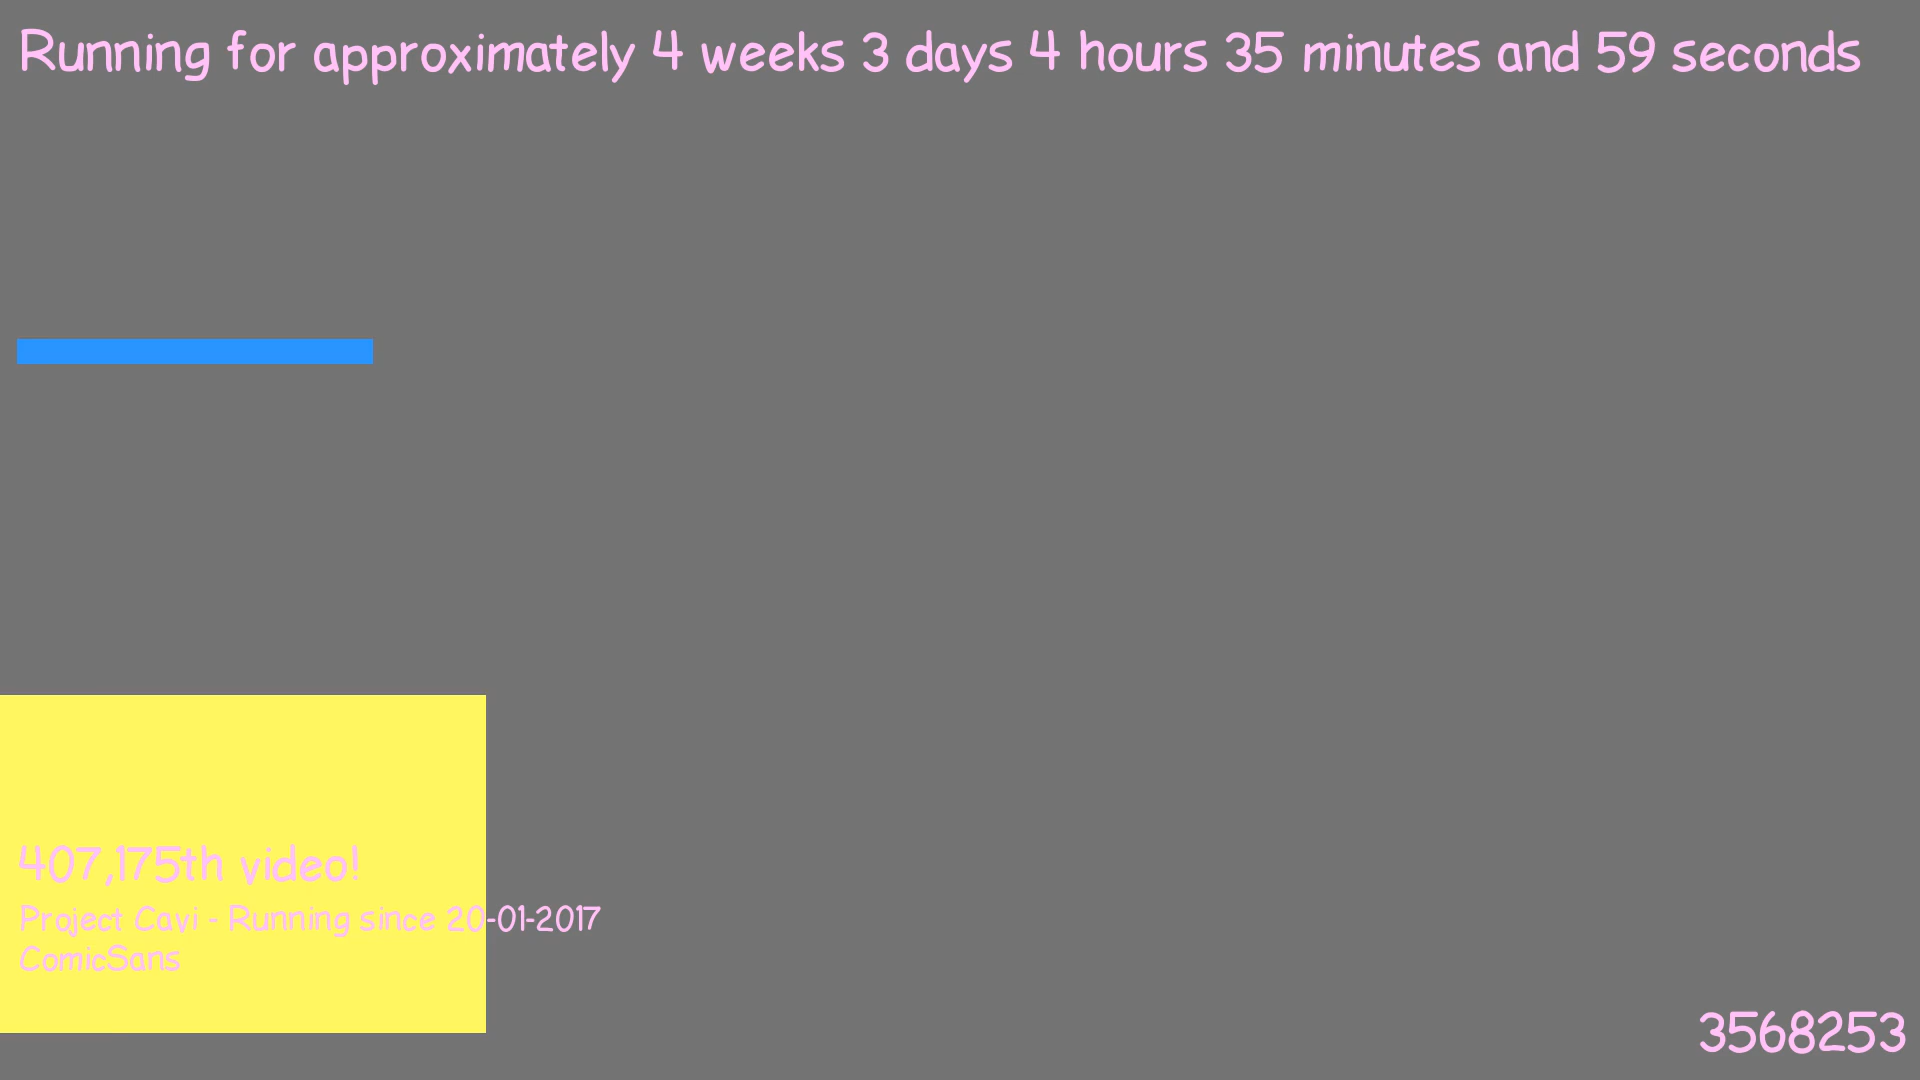 Running for approximately 4 weeks 3 days 4 hours 35 minutes and 59 seconds
407,175th video!
Project Cavi - Running since 20-01-2017
ComicSans
3568253